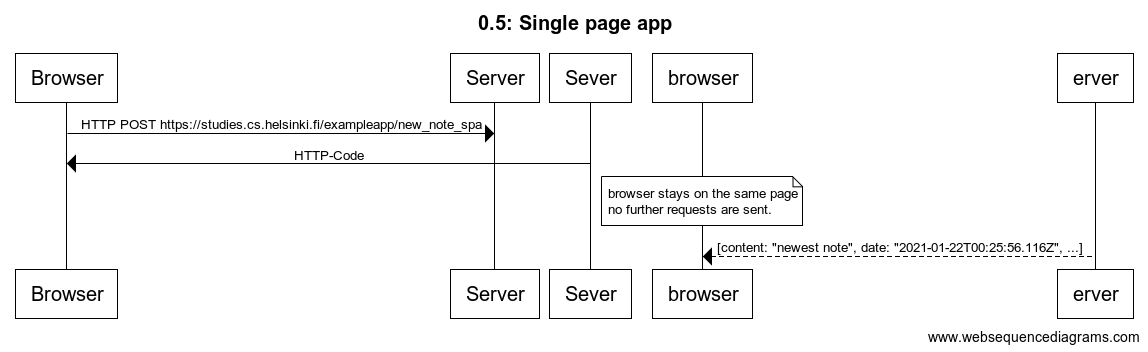 0.5: Single page app
Browser Server Sever browser erver
HTTP POST https://studies.cs.helsinki.fi/exampleapp/new_note_spa
HTTP-Code
browser stays on the same page
no further requests are sent.
[content: "newest note", date: "2021-01-22T00:25:56.116Z", ...]
Browser Server Sever browser erver
www.websequencediagrams.com